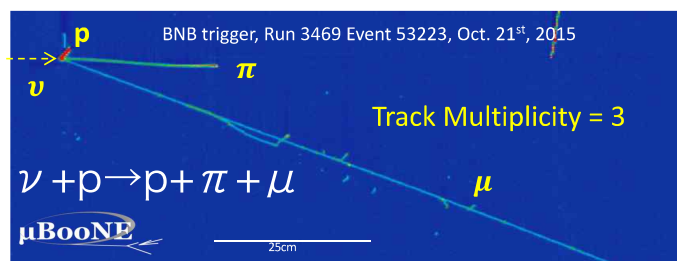 BNB trigger, Run 3469 Event 53223, Oct. 21st, 2015
p
π
υ
Track Multiplicity = 3
ν+p→p+π+μ
μ
μBooNE
25cm